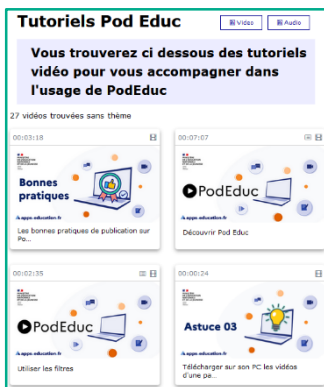 Tutoriels Pod Educ
Video
Audio
Vous trouverez ci dessous des tutoriels
vidéo pour vous accompagner dans
l'usage de PodEduc
27 vidéos trouvées sans thème
00:03:18
00:07:07
Bonnes
pratiques
PodEduc
apps.education.fr
apps.education.fr
Les bonnes pratiques de publication sur
Po...
Découvrir Pod Educ
00:02:35
00:00:24
PodEduc
Astuce 03
apps.education.fr
apps.education.fr
Utiliser les filtres
Télécharger sur son PC les vidéos
d'une pa...